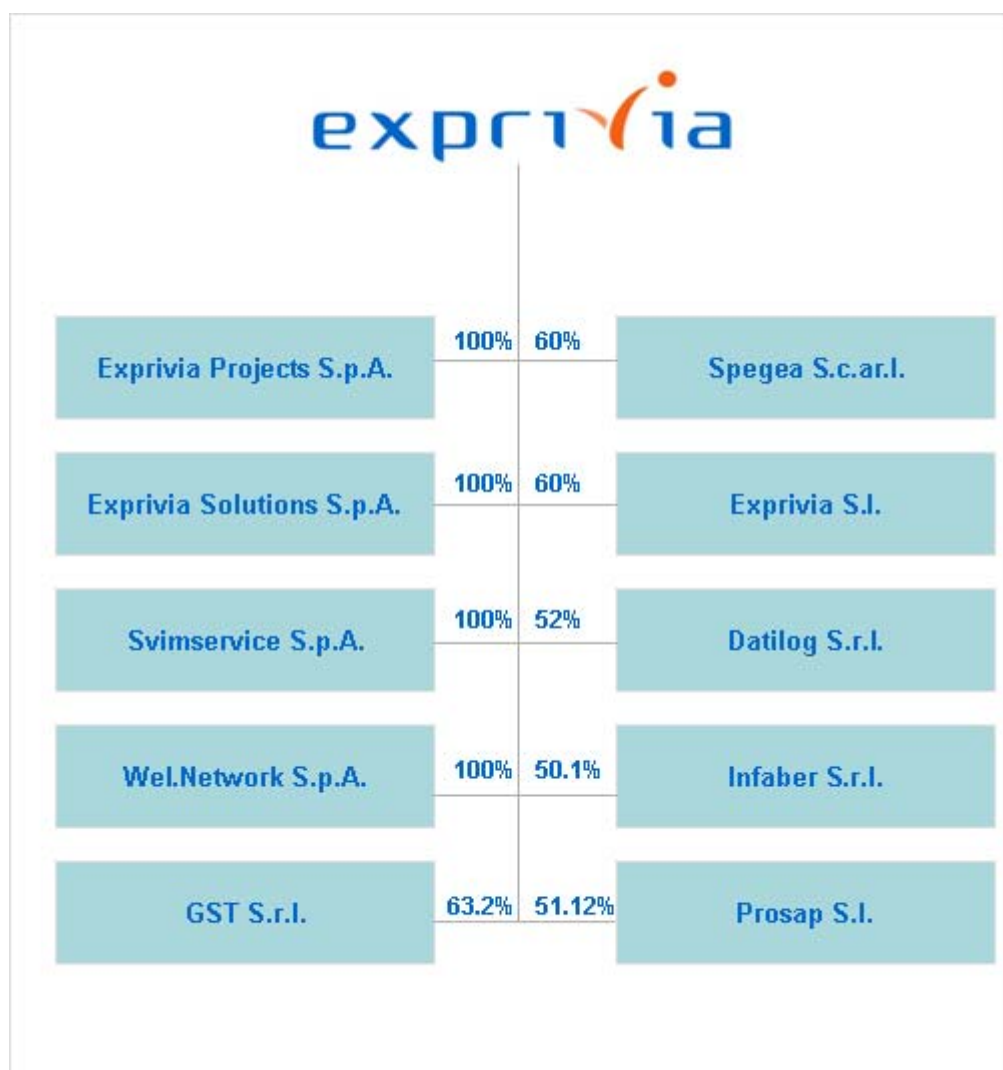 exprivia
Exprivia Projects S.p.A. 100% 60% Spegea S.c.ar.l.
Exprivia Solutions S.p.A. 100% 60% Exprivia S.l.
Svimservice S.p.A. 100% 52% Datilog S.r.l.
Wel.Network S.p.A. 100% 50.1% Infaber S.r.l.
GST S.r.l. 63.2% 51.12% Prosap S.l.